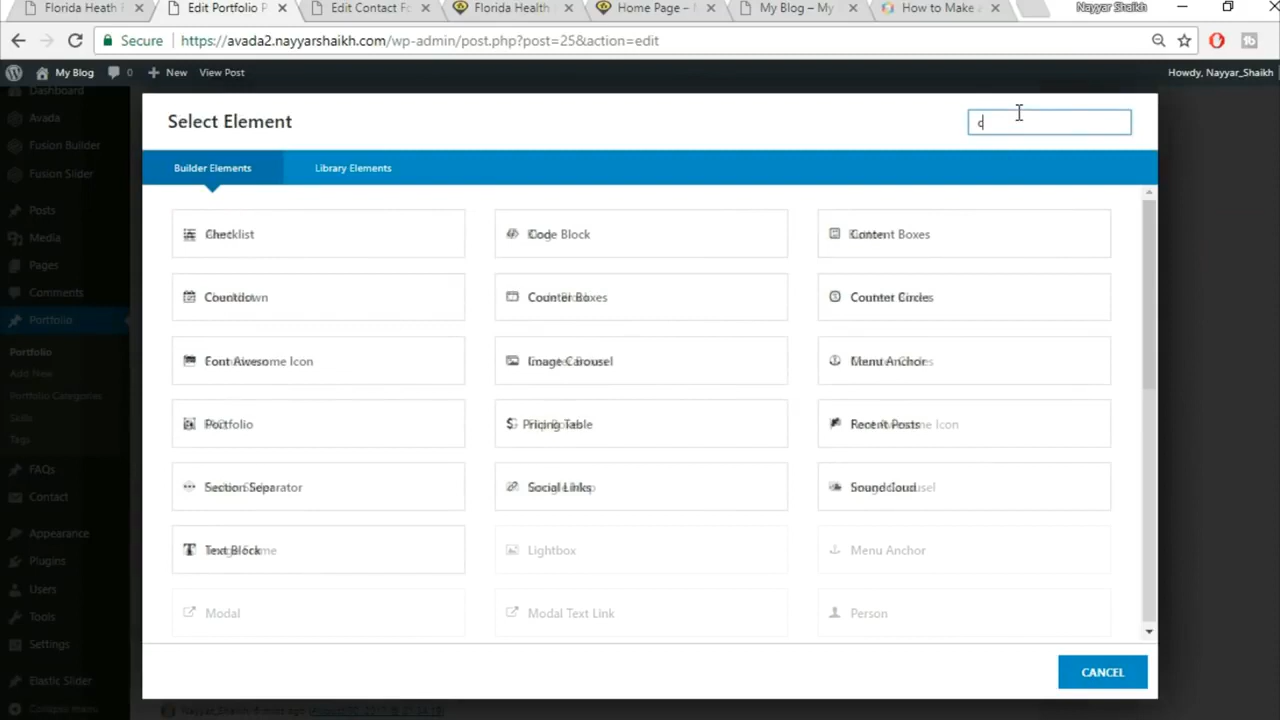 Florida Heath F
Edit Portfolio P
Edit Contact Fo
Florida Health
Home Page – M
My Blog – My
How to Make a
Nayyar Shaikh
Secure https://avada2.nayyarshaikh.com/wp-admin/post.php?post=25&action=edit
My Blog 0 New View Post Howdy, Nayyar_Shaikh
Dashboard
Avada
Fusion Builder
Fusion Slider
Posts
Media
Pages
Comments
Portfolio
Portfolio
Add New
Portfolio Categories
Skills
Tags
FAQs
Contact
Appearance
Plugins
Users
Tools
Settings
Elastic Slider
Collapse menu
Select Element c
Builder Elements Library Elements
Checklist Code Block Content Boxes
Countdown Counter Boxes Counter Circles
Font Awesome Icon Image Carousel Menu Anchor
Portfolio Pricing Table Recent Posts
Section Separator Social Links Soundcloud
Text Block Lightbox Menu Anchor
Modal Modal Text Link Person
CANCEL